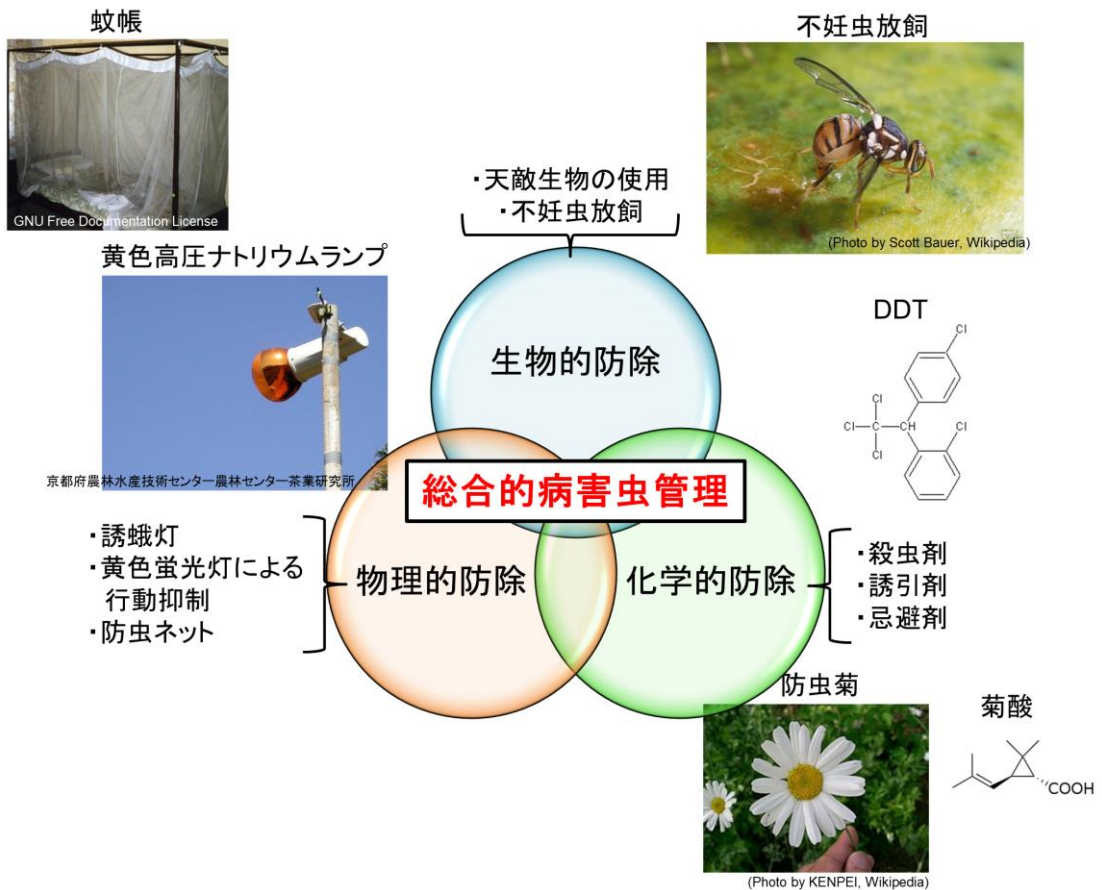 蚊帳
GNU Free Documentation License
不妊虫放飼
(Photo by Scott Bauer, Wikipedia)
・天敵生物の使用
・不妊虫放飼
黄色高圧ナトリウムランプ
京都府農林水産技術センター農林センター茶業研究所
DDT
Cl
Cl
Cl
C
CH
Cl
Cl
生物的防除
総合的病害虫管理
・誘蛾灯
・黄色蛍光灯による
行動抑制
・防虫ネット
物理的防除
化学的防除
・殺虫剤
・誘引剤
・忌避剤
防虫菊
(Photo by KENPEI, Wikipedia)
菊酸
COOH